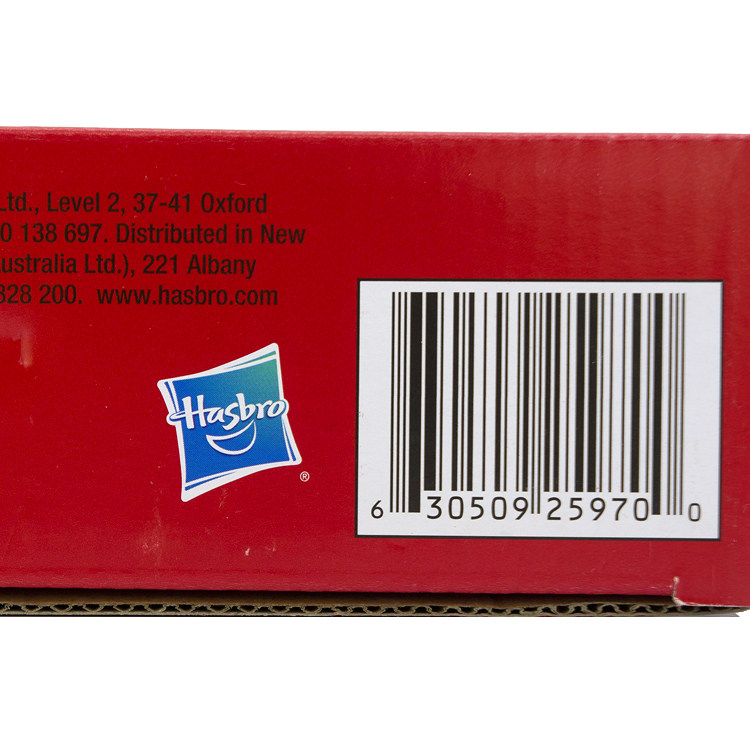 Ltd., Level 2, 37-41 Oxford
0 138 697. Distributed in New
ustralia Ltd.), 221 Albany
328 200. www.hasbro.com
Hasbro
®
6 30509 25970 0